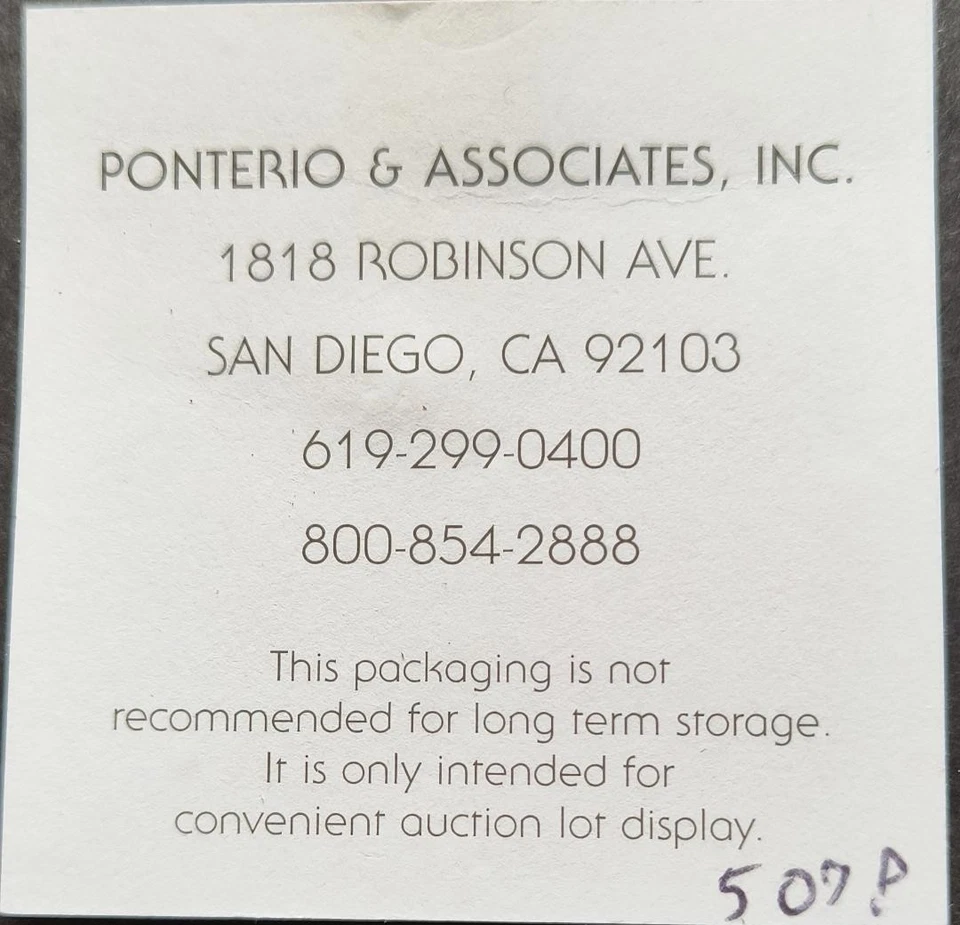 PONTERIO & ASSOCIATES, INC.
1818 ROBINSON AVE.
SAN DIEGO, CA 92103
619-299-0400
800-854-2888
This packaging is not
recommended for long term storage.
It is only intended for
convenient auction lot display.
507